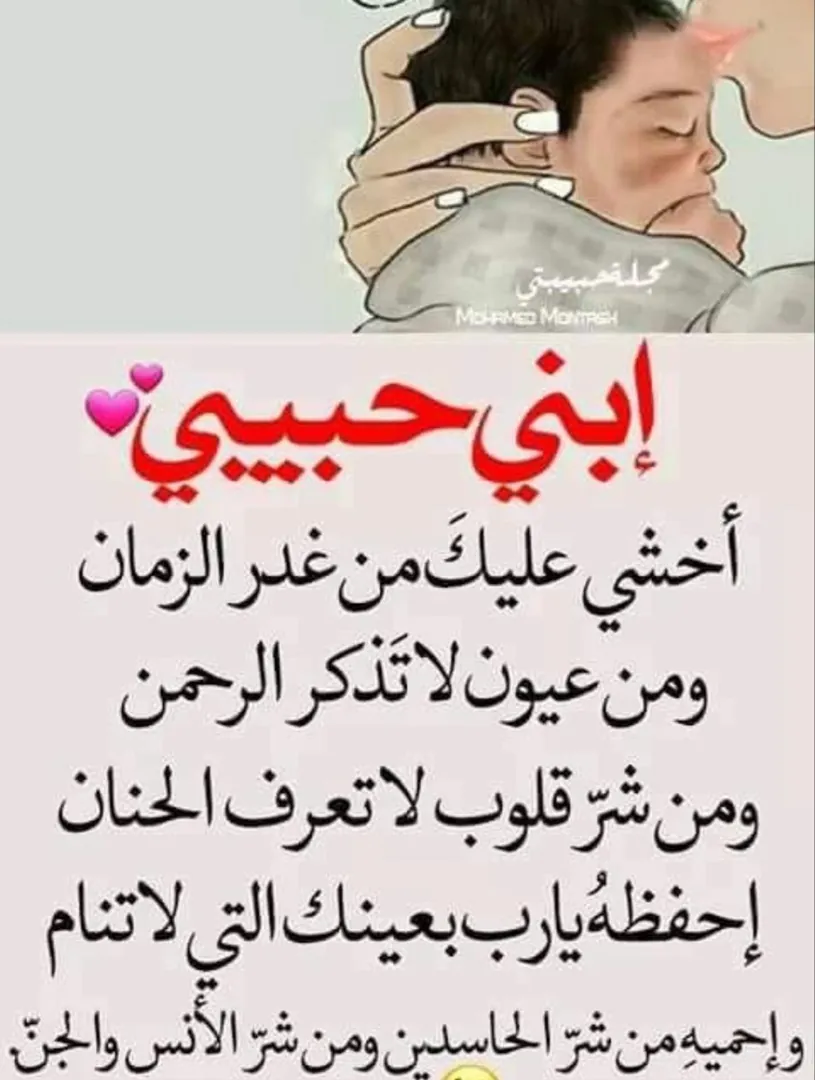 مجلة حبيبتي
MOHAMED MONTASH
إبني حبيبي💕
أخشي عليكَ من غدر الزمان
ومن عيون لا تَذكر الرحمن
ومن شرّ قلوب لا تعرف الحنان
إحفظهُ يارب بعينك التي لا تنام
وإحميهِ من شرّ الحاسدين ومن شرّ الأنس والجنّ.